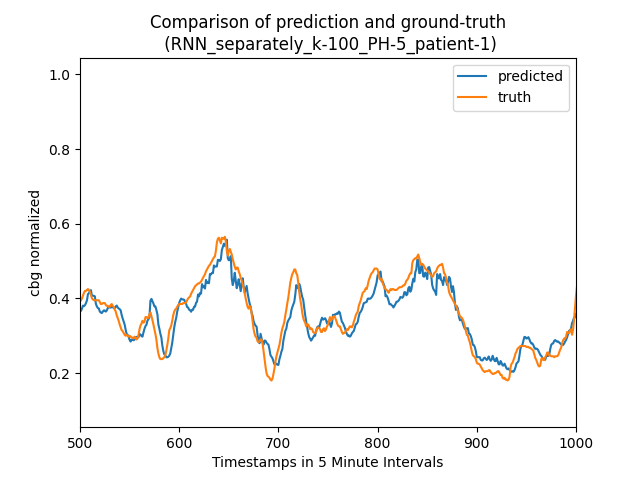 Comparison of prediction and ground-truth
(RNN_separately_k-100_PH-5_patient-1)
predicted
truth
cbg normalized
1.0
0.8
0.6
0.4
0.2
500
600
700
800
900
1000
Timestamps in 5 Minute Intervals